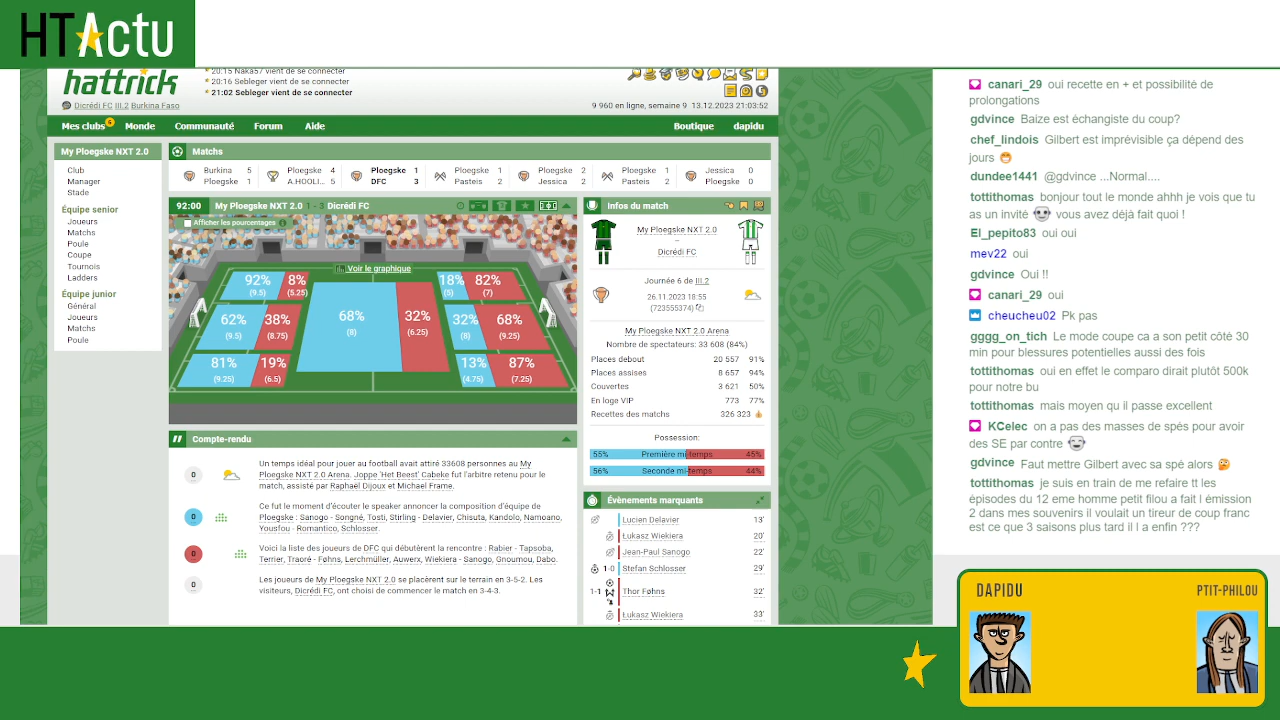 HTActu
hattrick
20:15 Naka57 vient de se connecter
* 20:16 Sebleger vient de se connecter
* 21:02 Sebleger vient de se connecter
Dicrédi FC III.2 Burkina Faso
9 960 en ligne, semaine 9 13.12.2023 21:03:52
Mes clubs 6 Monde Communauté Forum Aide Boutique dapidu
My Ploegske NXT 2.0
Club
Manager
Stade
Équipe senior
Joueurs
Matchs
Poule
Coupe
Tournois
Ladders
Équipe junior
Général
Joueurs
Matchs
Poule
Matchs
Burkina 5 Ploegske 4 Ploegske 1 Ploegske 1 Ploegske 2 Ploegske 1 Jessica 0
Ploegske 1 A.HOOLI... 5 DFC 3 Pasteis 2 Jessica 2 Pasteis 2 Ploegske 0
92:00 My Ploegske NXT 2.0 1 - 3 Dicrédi FC
Afficher les pourcentages
Voir le graphique
92% 8% 18% 82%
(9.5) (5.25) (5) (7)
62% 38% 68% 32% 32% 68%
(9.5) (8.75) (8) (6.25) (8) (9.25)
81% 19% 13% 87%
(9.25) (6.5) (4.75) (7.25)
Compte-rendu
0 Un temps idéal pour jouer au football avait attiré 33608 personnes au My
Ploegske NXT 2.0 Arena. Joppe 'Het Beest' Cabeke fut l'arbitre retenu pour le
match, assisté par Raphaël Dijoux et Michael Frame.
0 Ce fut le moment d'écouter le speaker annoncer la composition d'équipe de
Ploegske : Sanogo - Songné, Tosti, Stirling - Delavier, Chisuta, Kandolo, Namoano,
Yousfou - Romantico, Schlosser.
0 Voici la liste des joueurs de DFC qui débutèrent la rencontre : Rabier - Tapsoba,
Terrier, Traoré - Føhns, Lerchmüller, Auwerx, Wiekiera - Sanogo, Gnoumou, Dabo.
0 Les joueurs de My Ploegske NXT 2.0 se placèrent sur le terrain en 3-5-2. Les
visiteurs, Dicrédi FC, ont choisi de commencer le match en 3-4-3.
Infos du match
My Ploegske NXT 2.0
–
Dicrédi FC
Journée 6 de III.2
26.11.2023 18:55
(723555374)
My Ploegske NXT 2.0 Arena
Nombre de spectateurs: 33 608 (84%)
Places debout 20 557 91%
Places assises 8 657 94%
Couvertes 3 621 50%
En loge VIP 773 77%
Recettes des matchs 326 323
Possession:
55% Première mi-temps 45%
56% Seconde mi-temps 44%
Évènements marquants
Lucien Delavier 13'
Łukasz Wiekiera 20'
Jean-Paul Sanogo 22'
1-0 Stefan Schlosser 29'
1-1 Thor Føhns 32'
Łukasz Wiekiera 33'
canari_29 oui recette en + et possibilité de
prolongations
gdvince Baize est échangiste du coup?
chef_lindois Gilbert est imprévisible ça dépend des
jours
dundee1441 @gdvince ...Normal....
tottithomas bonjour tout le monde ahhh je vois que tu
as un invité vous avez déjà fait quoi !
El_pepito83 oui oui
mev22 oui
gdvince Oui !!
canari_29 oui
cheucheu02 Pk pas
gggg_on_tich Le mode coupe ca a son petit côté 30
min pour blessures potentielles aussi des fois
tottithomas oui en effet le comparo dirait plutôt 500k
pour notre bu
tottithomas mais moyen qu il passe excellent
KCelec on a pas des masses de spés pour avoir
des SE par contre
gdvince Faut mettre Gilbert avec sa spé alors
tottithomas je suis en train de me refaire tt les
épisodes du 12 eme homme petit filou a fait l émission
2 dans mes souvenirs il voulait un tireur de coup franc
est ce que 3 saisons plus tard il l a enfin ???
DAPIDU PTIT-PHILOU